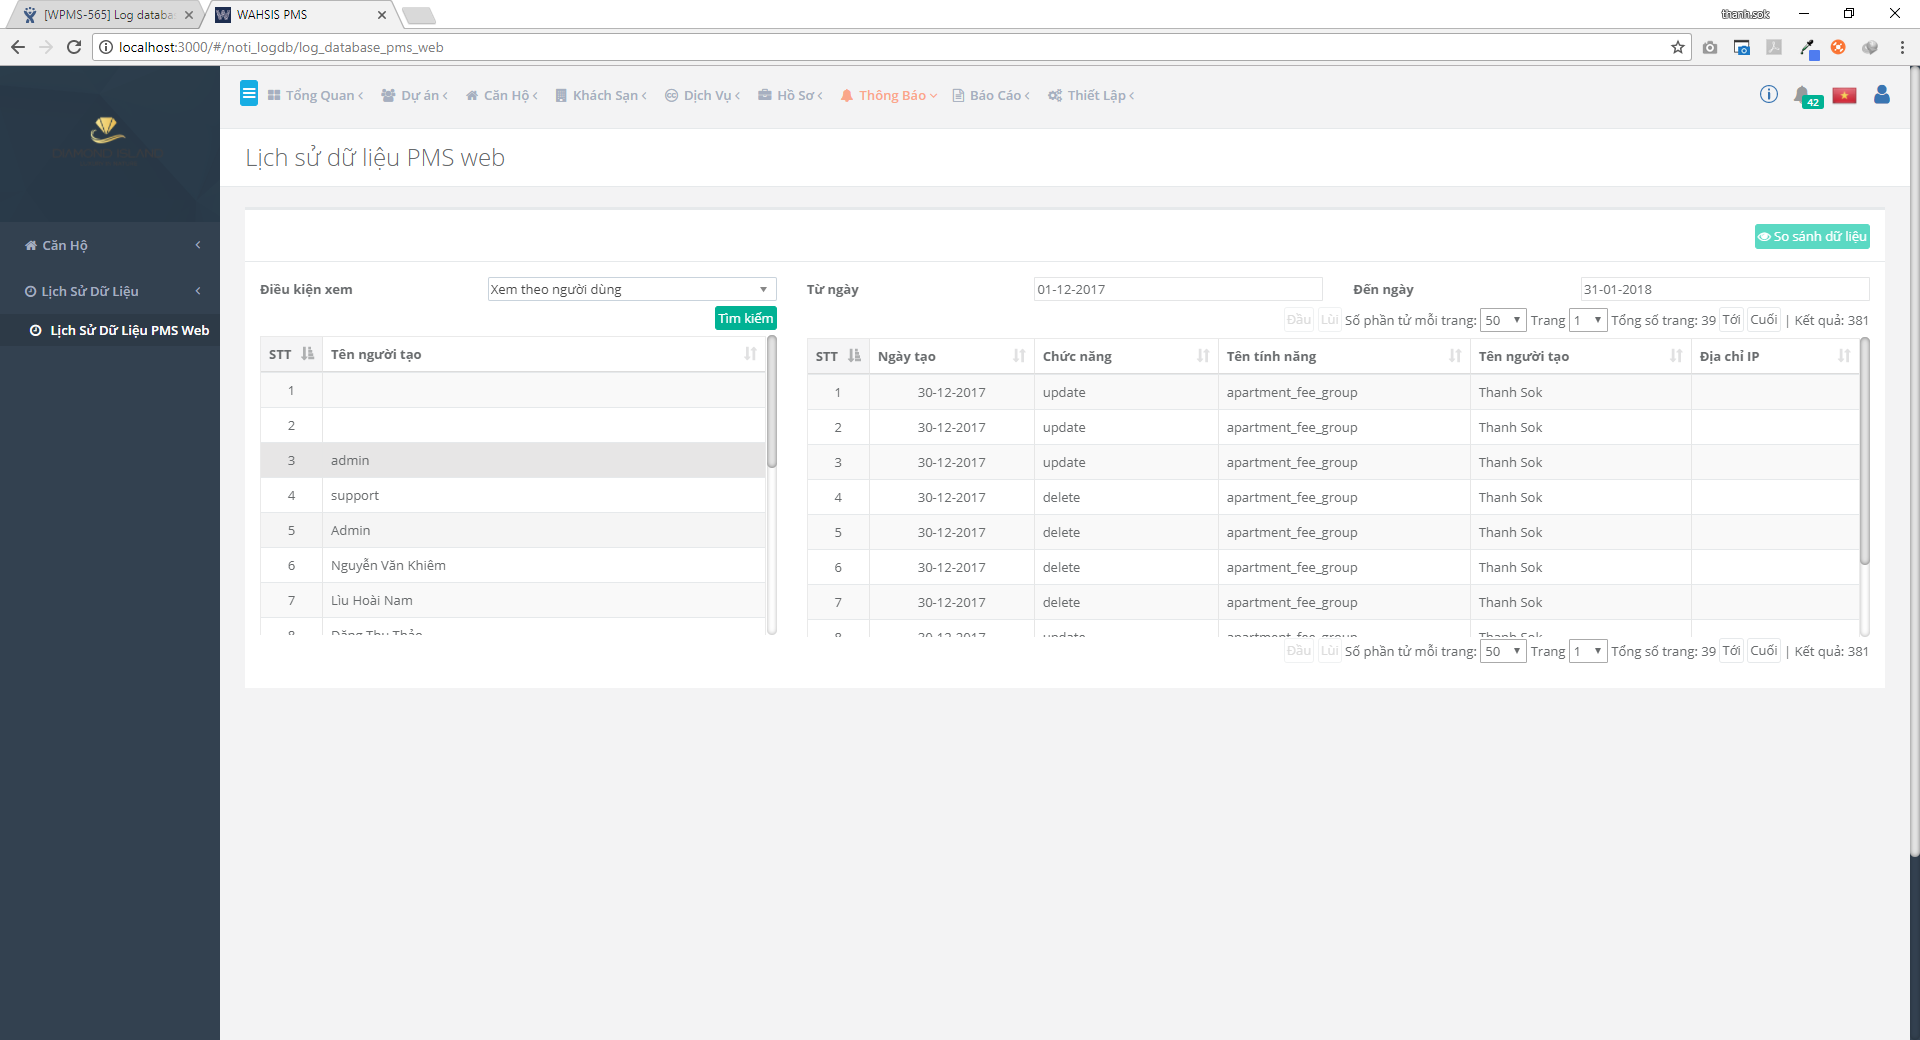 [WPMS-565] Log databa
WAHSIS PMS
thanh.sok
localhost:3000/#/noti_logdb/log_database_pms_web
Tổng Quan
Dự án
Căn Hộ
Khách Sạn
Dịch Vụ
Hồ Sơ
Thông Báo
Báo Cáo
Thiết Lập
42
DIAMOND ISLAND
Căn Hộ
Lịch Sử Dữ Liệu
Lịch Sử Dữ Liệu PMS Web
Lịch sử dữ liệu PMS web
So sánh dữ liệu
Điều kiện xem
Xem theo người dùng
Từ ngày
01-12-2017
Đến ngày
31-01-2018
Tìm kiếm
Đầu Lùi Số phần tử mỗi trang: 50 Trang 1 Tổng số trang: 39 Tới Cuối | Kết quả: 381
STT Tên người tạo
1
2
3 admin
4 support
5 Admin
6 Nguyễn Văn Khiêm
7 Lìu Hoài Nam
8 Đặng Thu Thảo
STT Ngày tạo Chức năng Tên tính năng Tên người tạo Địa chỉ IP
1 30-12-2017 update apartment_fee_group Thanh Sok
2 30-12-2017 update apartment_fee_group Thanh Sok
3 30-12-2017 update apartment_fee_group Thanh Sok
4 30-12-2017 delete apartment_fee_group Thanh Sok
5 30-12-2017 delete apartment_fee_group Thanh Sok
6 30-12-2017 delete apartment_fee_group Thanh Sok
7 30-12-2017 delete apartment_fee_group Thanh Sok
8 30-12-2017 update apartment_fee_group Thanh Sok
Đầu Lùi Số phần tử mỗi trang: 50 Trang 1 Tổng số trang: 39 Tới Cuối | Kết quả: 381